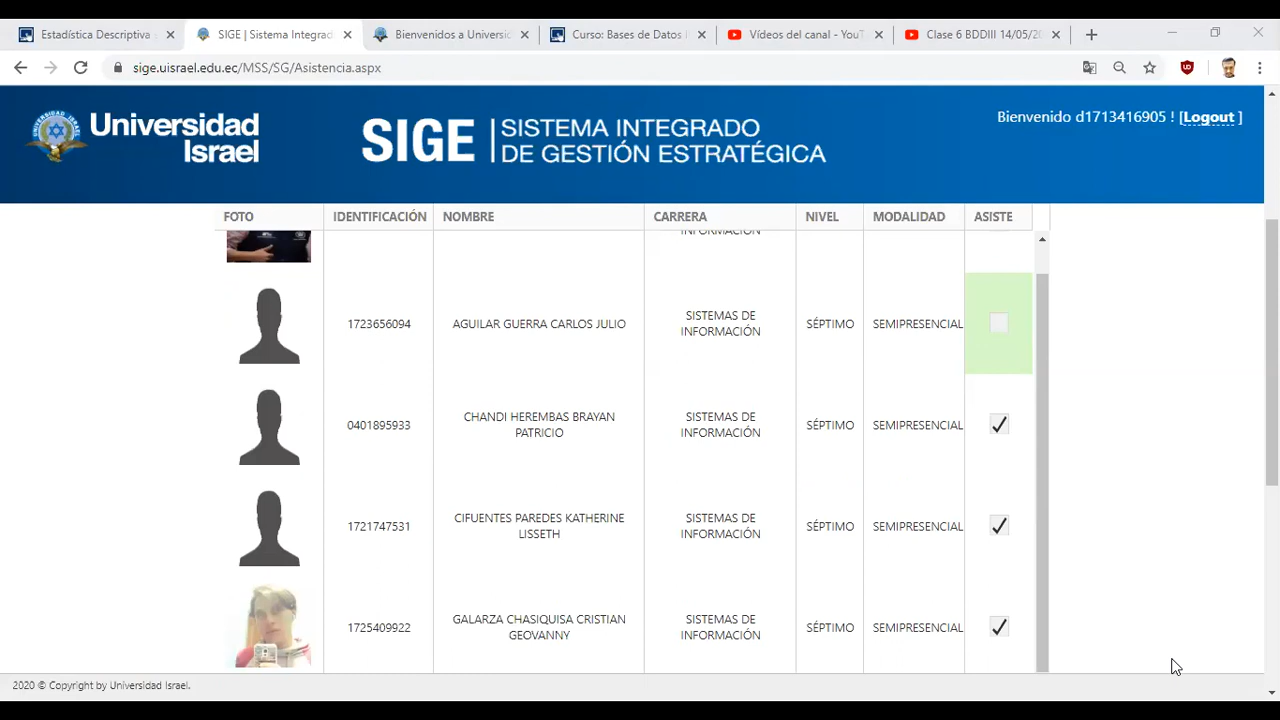 Estadística Descriptiva
SIGE | Sistema Integrad
Bienvenidos a Universid
Curso: Bases de Datos
Vídeos del canal - YouT
Clase 6 BDDIII 14/05/20
sige.uisrael.edu.ec/MSS/SG/Asistencia.aspx
Universidad
Israel
SIGE
SISTEMA INTEGRADO
DE GESTIÓN ESTRATÉGICA
Bienvenido d1713416905 ! [Logout ]
FOTO IDENTIFICACIÓN NOMBRE CARRERA NIVEL MODALIDAD ASISTE
INFORMACIÓN
1723656094 AGUILAR GUERRA CARLOS JULIO SISTEMAS DE INFORMACIÓN SÉPTIMO SEMIPRESENCIAL
0401895933 CHANDI HEREMBAS BRAYAN PATRICIO SISTEMAS DE INFORMACIÓN SÉPTIMO SEMIPRESENCIAL
1721747531 CIFUENTES PAREDES KATHERINE LISSETH SISTEMAS DE INFORMACIÓN SÉPTIMO SEMIPRESENCIAL
1725409922 GALARZA CHASIQUISA CRISTIAN GEOVANNY SISTEMAS DE INFORMACIÓN SÉPTIMO SEMIPRESENCIAL
2020 © Copyright by Universidad Israel.